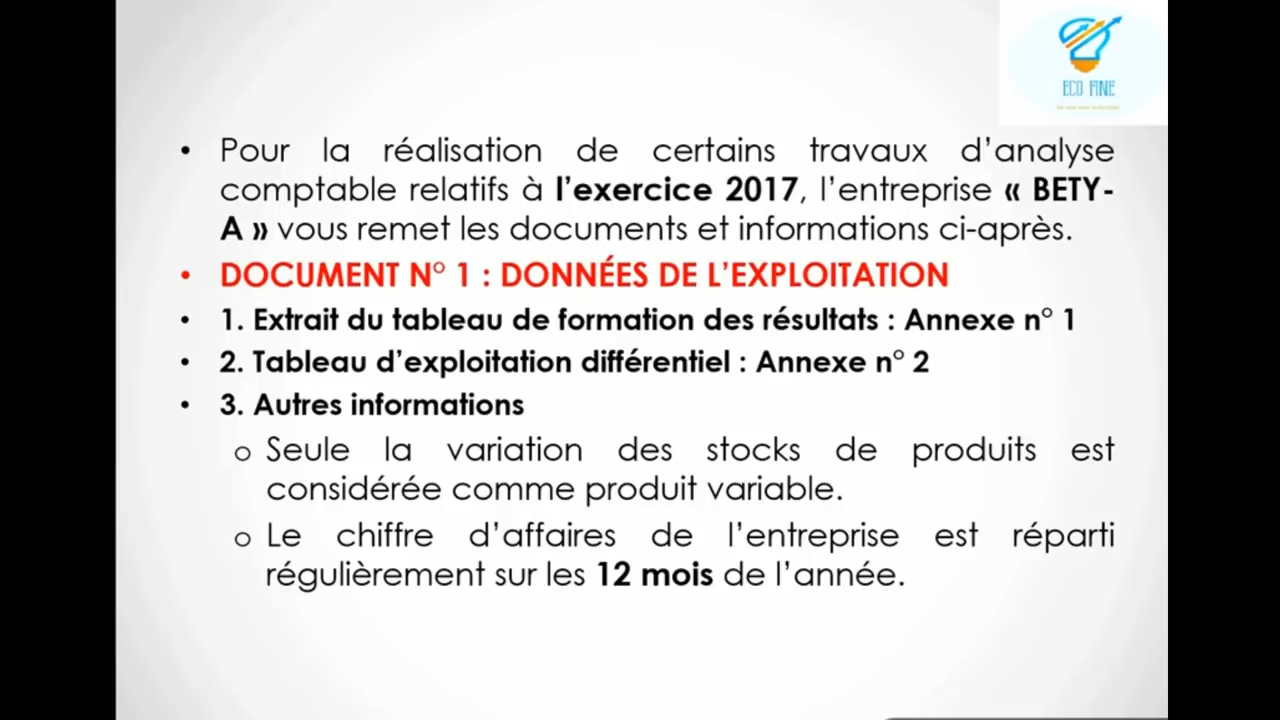 ECO FINE
• Pour la réalisation de certains travaux d’analyse
comptable relatifs à l’exercice 2017, l’entreprise « BETY-
A » vous remet les documents et informations ci-après.
• DOCUMENT N° 1 : DONNÉES DE L’EXPLOITATION
• 1. Extrait du tableau de formation des résultats : Annexe n° 1
• 2. Tableau d’exploitation différentiel : Annexe n° 2
• 3. Autres informations
o Seule la variation des stocks de produits est
considérée comme produit variable.
o Le chiffre d’affaires de l’entreprise est réparti
régulièrement sur les 12 mois de l’année.